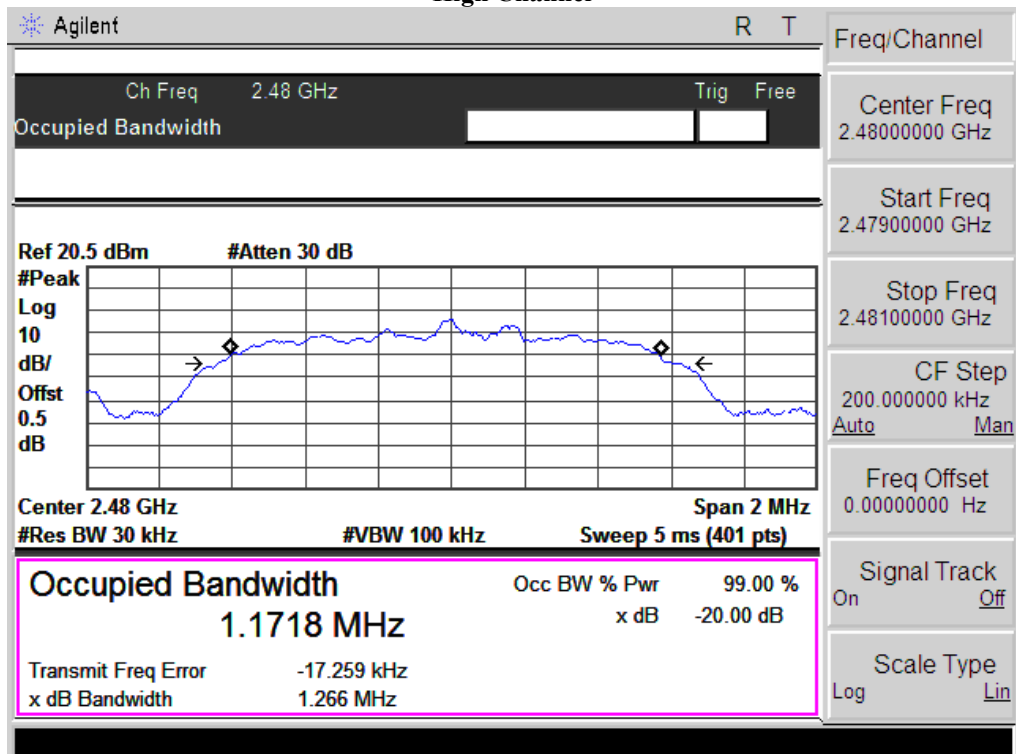 Agilent
R T
Ch Freq 2.48 GHz
Trig Free
Occupied Bandwidth
Ref 20.5 dBm
#Atten 30 dB
#Peak
Log
10
dB/
Offst
0.5
dB
Center 2.48 GHz
Span 2 MHz
#Res BW 30 kHz
#VBW 100 kHz
Sweep 5 ms (401 pts)
Occupied Bandwidth
1.1718 MHz
Occ BW % Pwr 99.00 %
x dB -20.00 dB
Transmit Freq Error -17.259 kHz
x dB Bandwidth 1.266 MHz
Freq/Channel
Center Freq
2.48000000 GHz
Start Freq
2.47900000 GHz
Stop Freq
2.48100000 GHz
CF Step
200.000000 kHz
Auto Man
Freq Offset
0.00000000 Hz
Signal Track
On Off
Scale Type
Log Lin